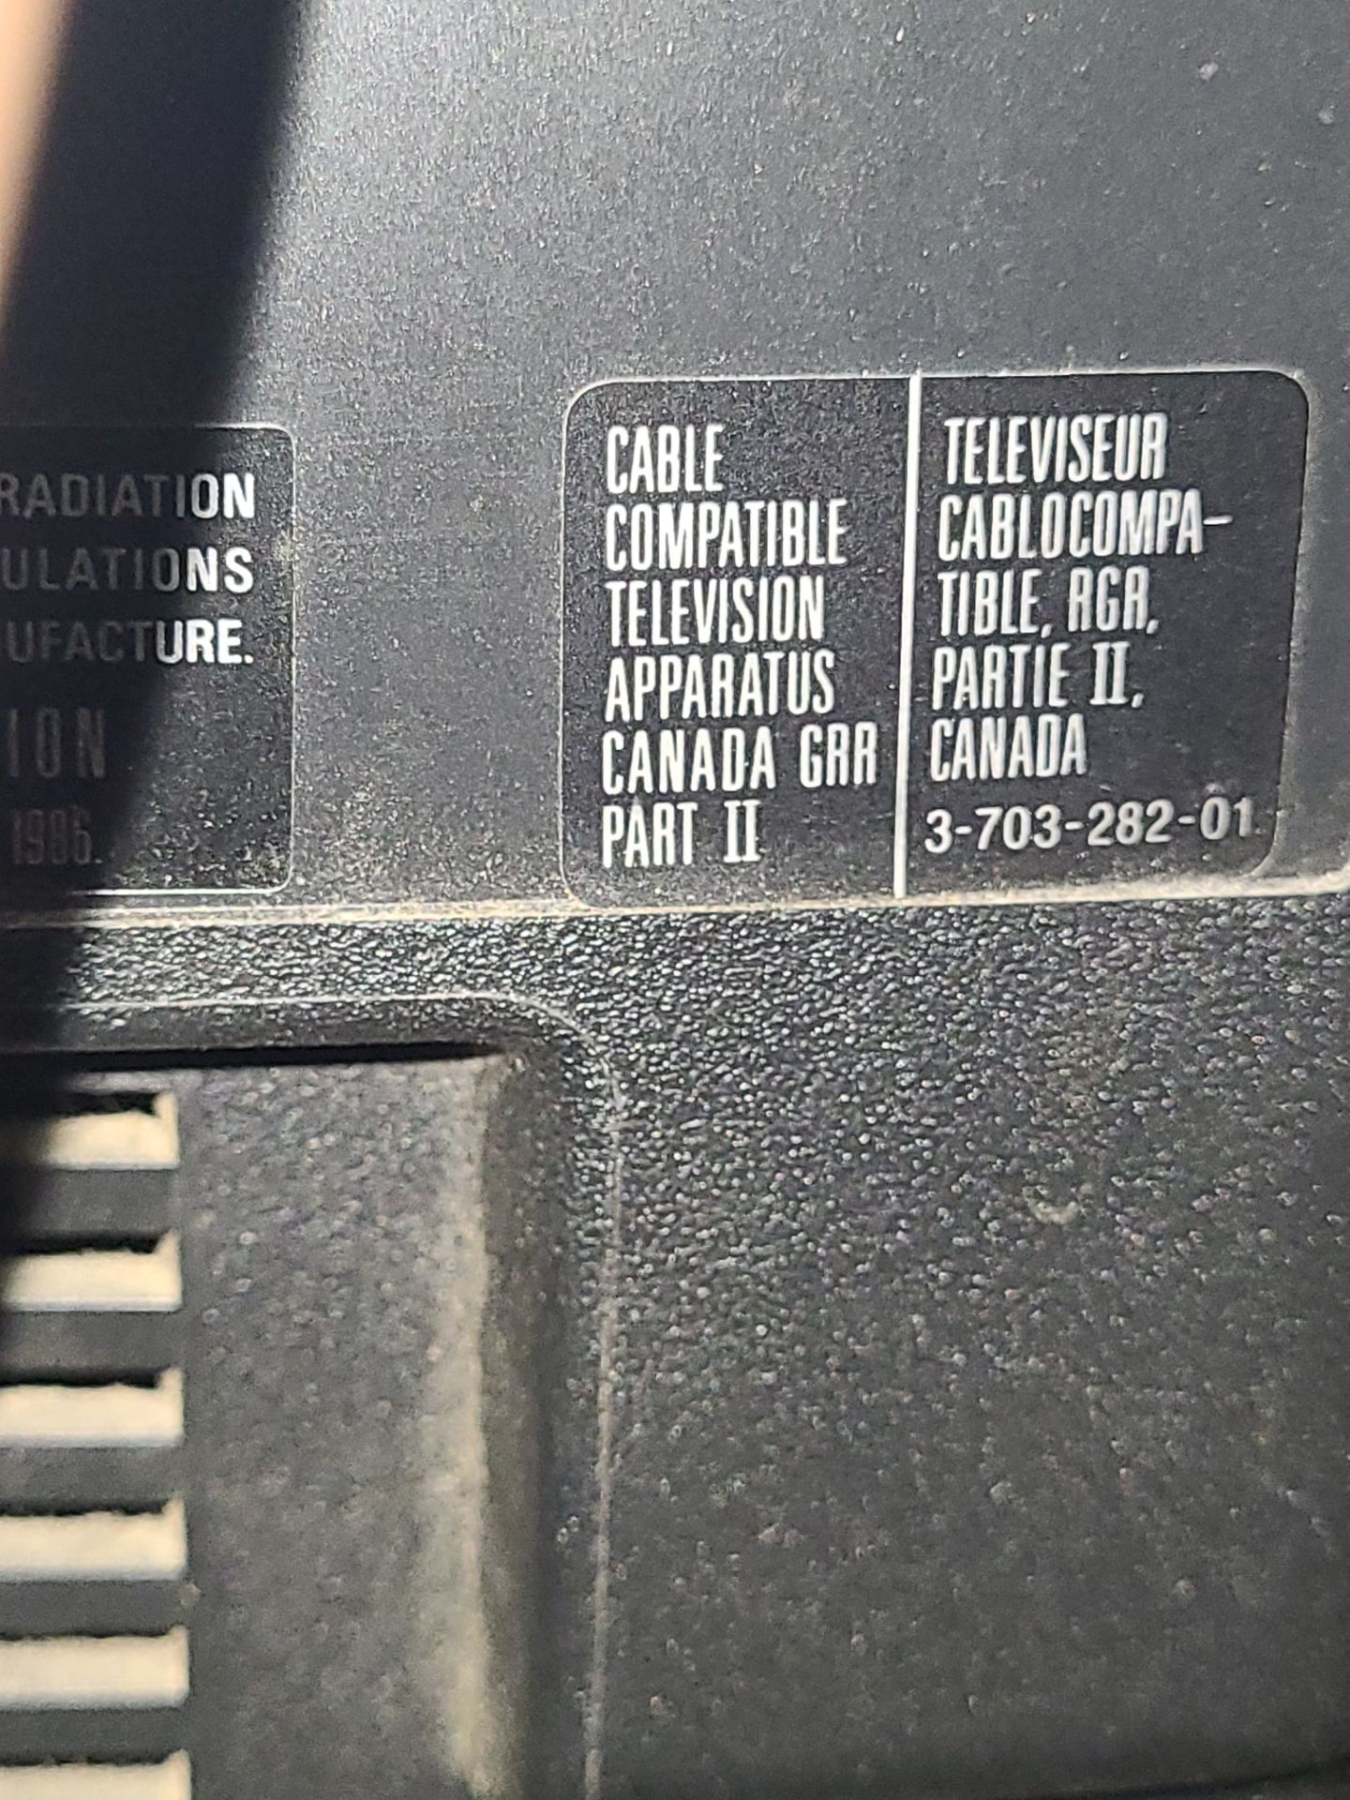 RADIATION
ULATIONS
UFACTURE.
ION
1986.
CABLE
COMPATIBLE
TELEVISION
APPARATUS
CANADA GRR
PART II
TELEVISEUR
CABLOCOMPA-
TIBLE, RGR,
PARTIE II,
CANADA
3-703-282-01